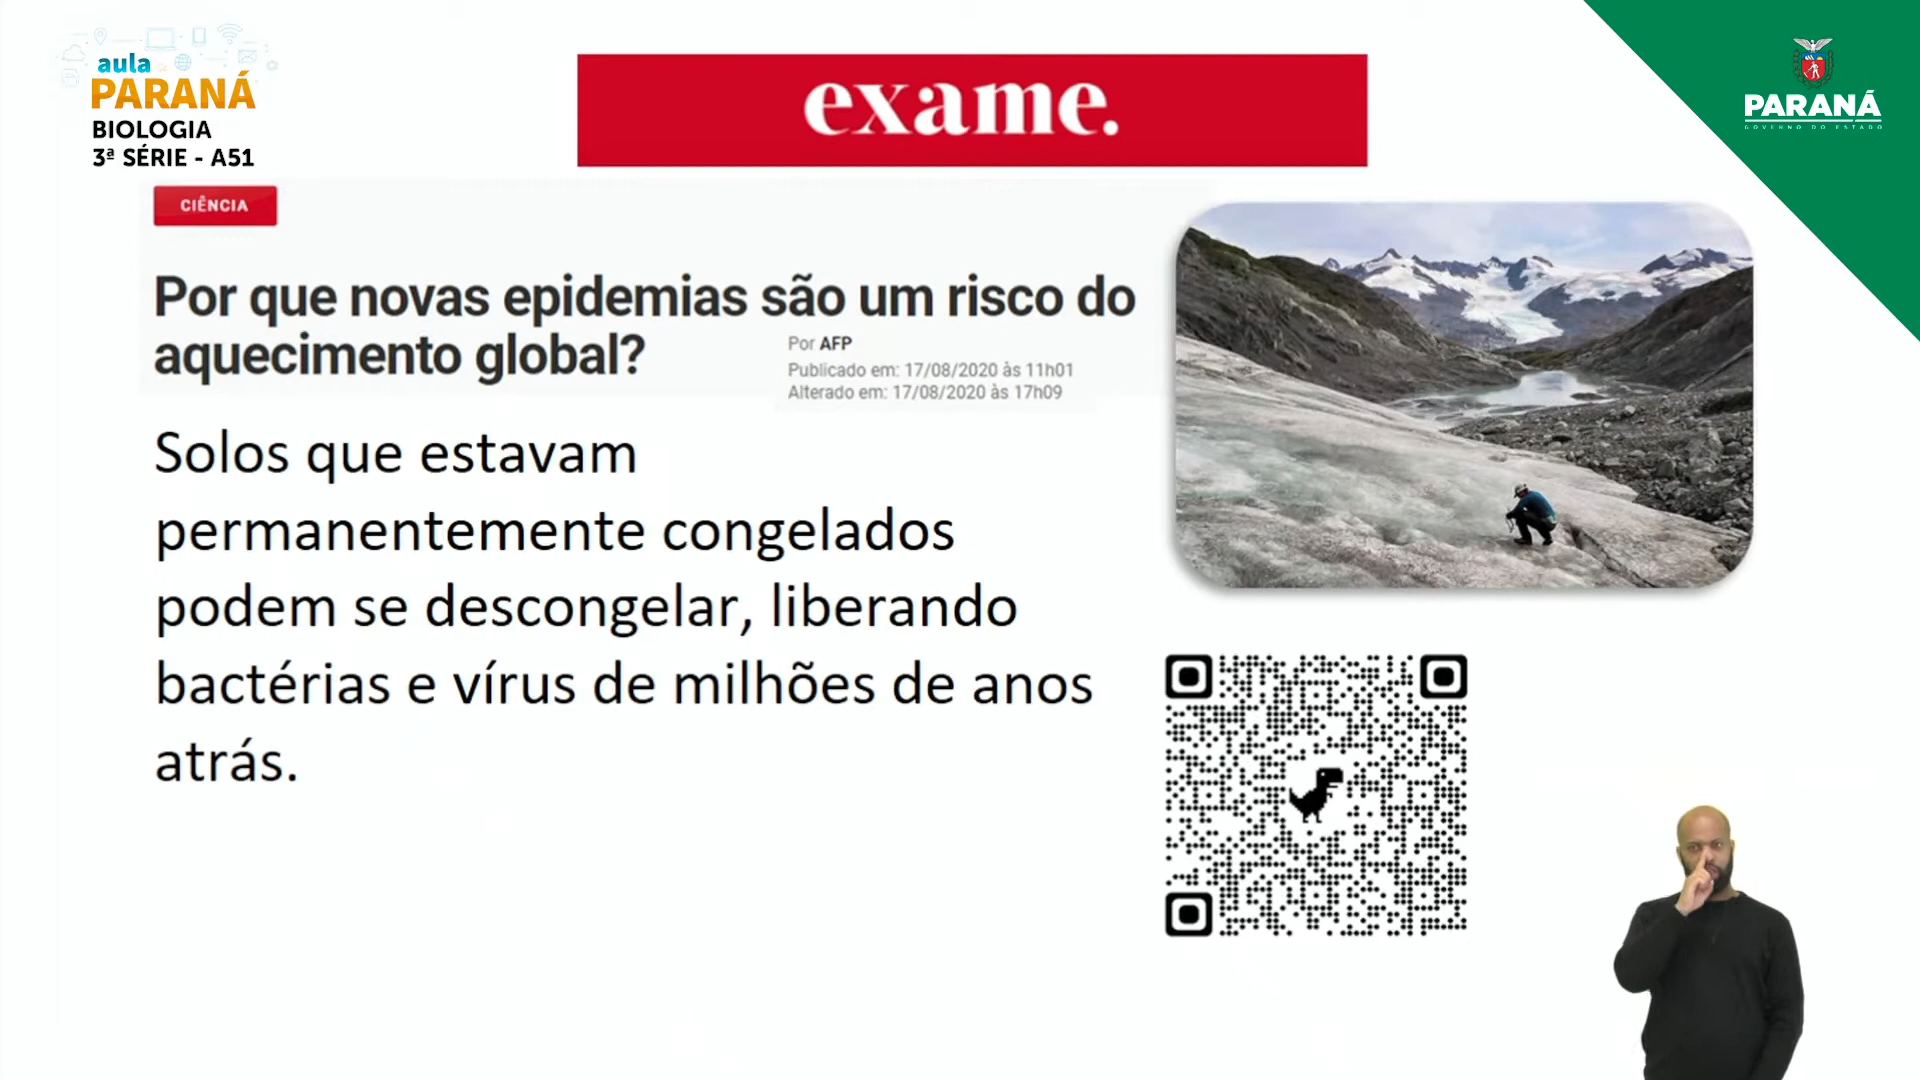 aula
PARANÁ
BIOLOGIA
3ª SÉRIE - A51
exame.
PARANÁ
GOVERNO DO ESTADO
CIÊNCIA
Por que novas epidemias são um risco do
aquecimento global?
Por AFP
Publicado em: 17/08/2020 às 11h01
Alterado em: 17/08/2020 às 17h09
Solos que estavam
permanentemente congelados
podem se descongelar, liberando
bactérias e vírus de milhões de anos
atrás.